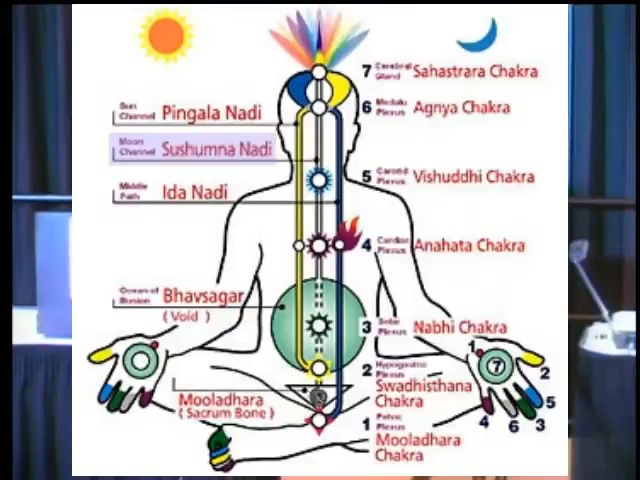 7 Cerebral Gland Sahastrara Chakra
Sun Channel Pingala Nadi
6 Medulu Plexus Agnya Chakra
Moon Channel Sushumna Nadi
5 Carotid Plexus Vishuddhi Chakra
Middle Path Ida Nadi
4 Cardiac Plexus Anahata Chakra
Ocean of Illusion Bhavsagar
( Void )
3 Solar Plexus Nabhi Chakra
1
7
2
2 Hypogastric Plexus
Swadhisthana
Chakra
Mooladhara
( Sacrum Bone )
5
4 6 3
1 Pelvic Plexus
Mooladhara
Chakra